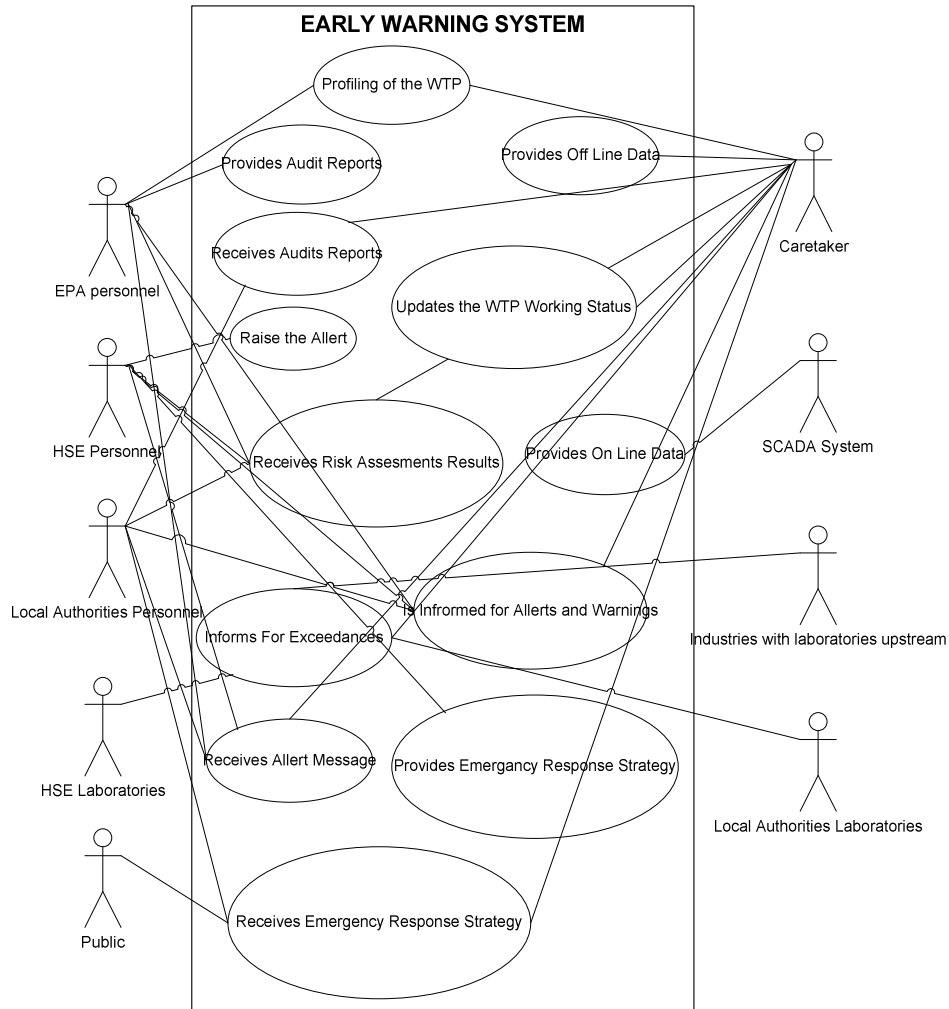 EARLY WARNING SYSTEM
Profiling of the WTP
Provides Audit Reports
Provides Off Line Data
Caretaker
Receives Audits Reports
EPA personnel
Updates the WTP Working Status
Raise the Allert
HSE Personnel
SCADA System
Receives Risk Assesments Results
Provides On Line Data
Local Authorities Personnel
Is Infrormed for Allerts and Warnings
Informs For Exceedances
Industries with laboratories upstream
Receives Allert Message
Provides Emergancy Response Strategy
HSE Laboratories
Local Authorities Laboratories
Receives Emergency Response Strategy
Public